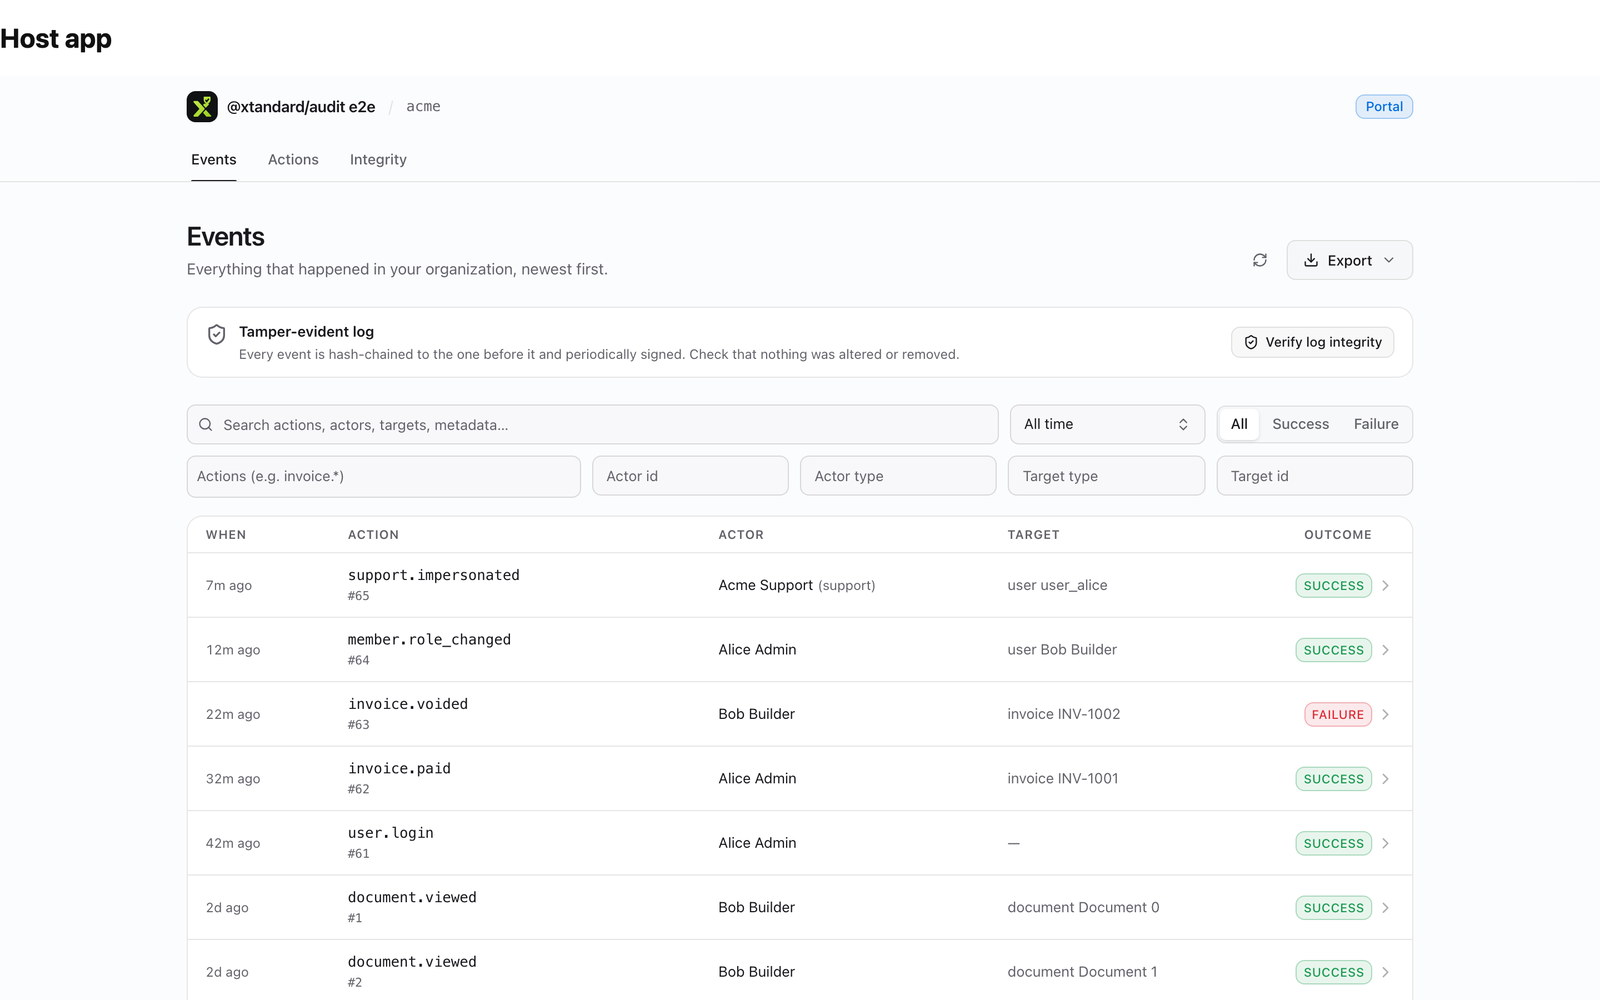 Host app
@xtandard/audit e2e / acme
Portal
Events Actions Integrity
Events
Everything that happened in your organization, newest first.
Export
Tamper-evident log
Every event is hash-chained to the one before it and periodically signed. Check that nothing was altered or removed.
Verify log integrity
Search actions, actors, targets, metadata...
All time
All Success Failure
Actions (e.g. invoice.*)
Actor id
Actor type
Target type
Target id
WHEN ACTION ACTOR TARGET OUTCOME
7m ago support.impersonated #65 Acme Support (support) user user_alice SUCCESS
12m ago member.role_changed #64 Alice Admin user Bob Builder SUCCESS
22m ago invoice.voided #63 Bob Builder invoice INV-1002 FAILURE
32m ago invoice.paid #62 Alice Admin invoice INV-1001 SUCCESS
42m ago user.login #61 Alice Admin — SUCCESS
2d ago document.viewed #1 Bob Builder document Document 0 SUCCESS
2d ago document.viewed #2 Bob Builder document Document 1 SUCCESS